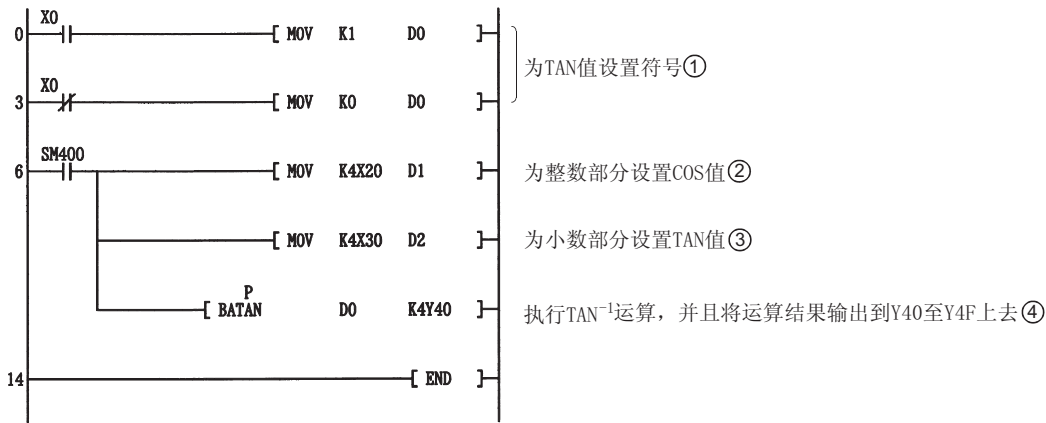 X0
0 [ MOV K1 D0 ]
为TAN值设置符号①
X0
3 [ MOV K0 D0 ]
SM400
6 [ MOV K4X20 D1 ] 为整数部分设置COS值②
[ MOV K4X30 D2 ] 为小数部分设置TAN值③
P
[ BATAN D0 K4Y40 ] 执行TAN⁻¹运算，并且将运算结果输出到Y40至Y4F上去④
14 [ END ]